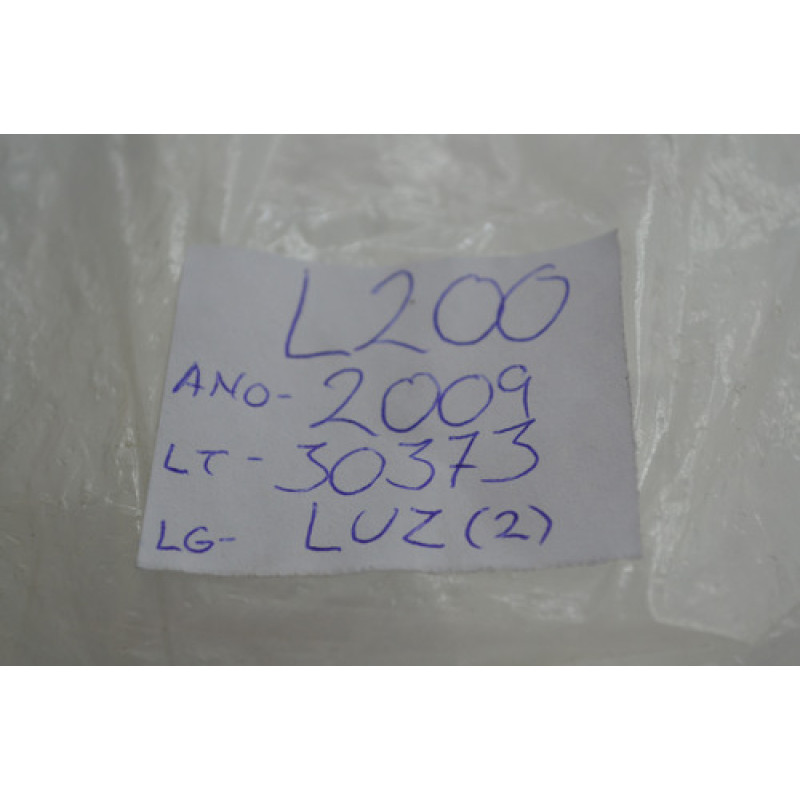 L200
ANO- 2009
LT- 30373
LG- LUZ (2)